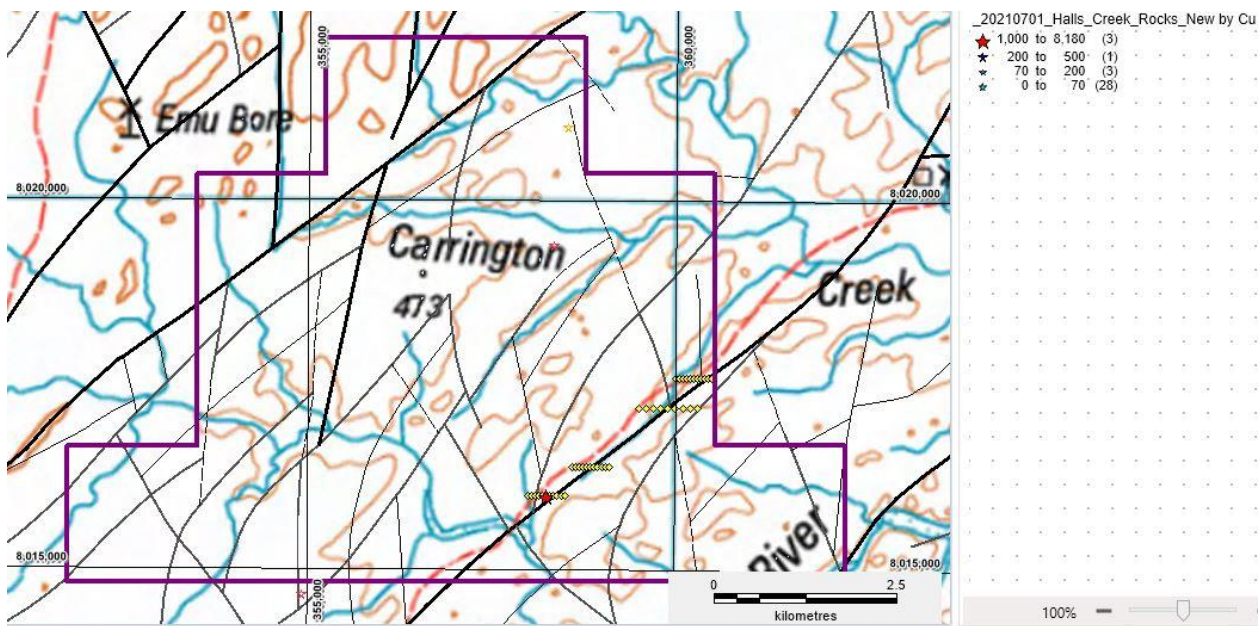 _20210701_Halls_Creek_Rocks_New by Cu
1,000 to 8,180 (3)
200 to 500 (1)
70 to 200 (3)
0 to 70 (28)
355,000
360,000
Emu Bore
8,020,000
8,020,000
Carrington
473
Creek
River
8,015,000
8,015,000
355,000
0 2.5
kilometres
100%